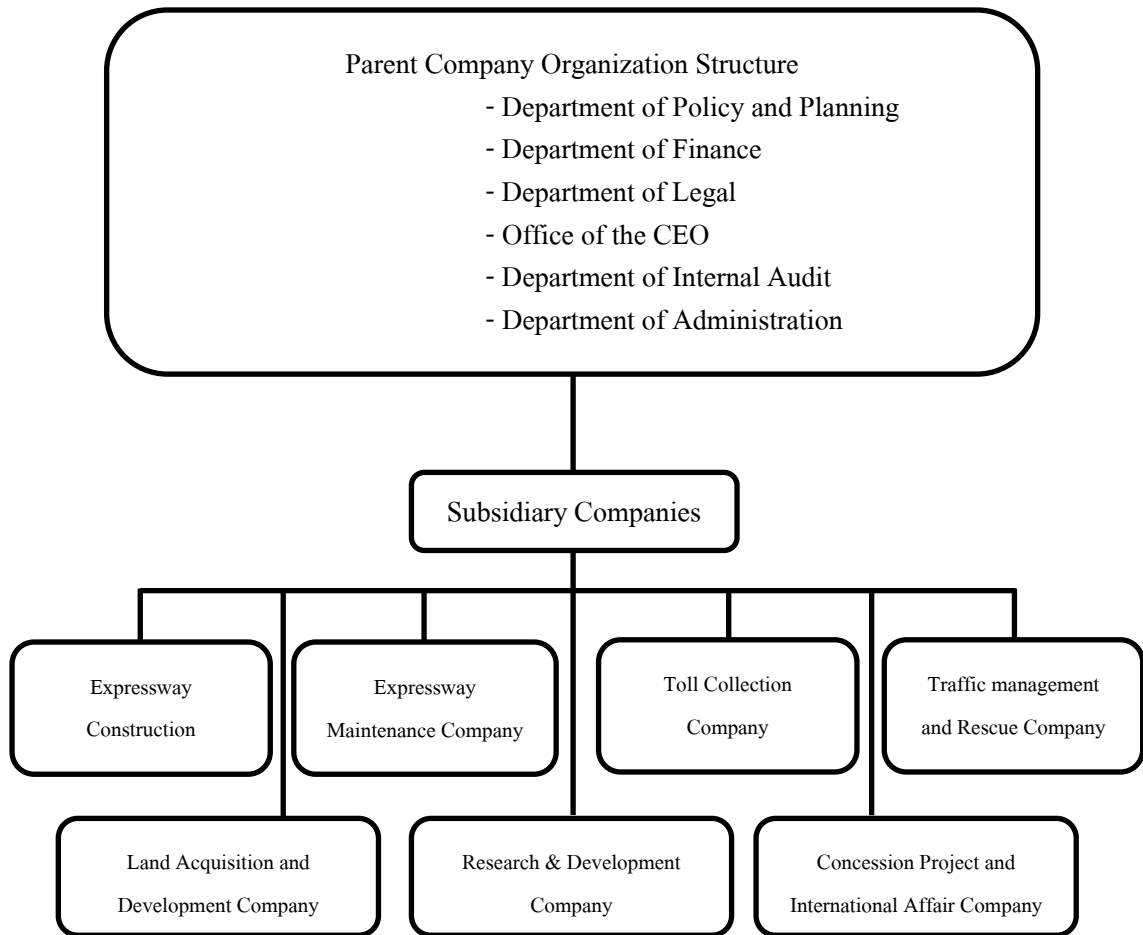 Parent Company Organization Structure
- Department of Policy and Planning
- Department of Finance
- Department of Legal
- Office of the CEO
- Department of Internal Audit
- Department of Administration
Subsidiary Companies
Expressway
Construction
Expressway
Maintenance Company
Toll Collection
Company
Traffic management
and Rescue Company
Land Acquisition and
Development Company
Research & Development
Company
Concession Project and
International Affair Company